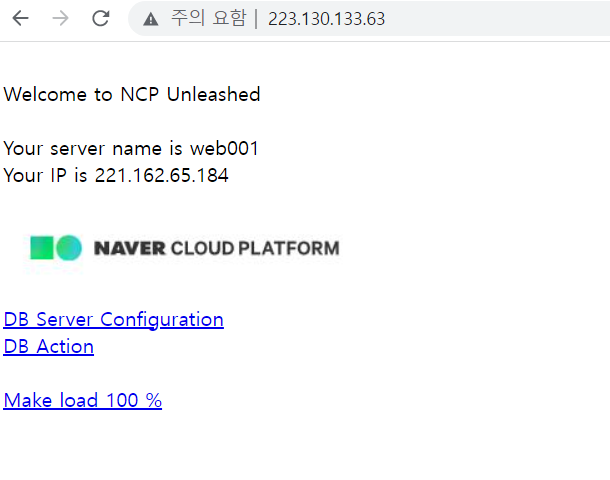 주의 요함 | 223.130.133.63
Welcome to NCP Unleashed
Your server name is web001
Your IP is 221.162.65.184
NAVER CLOUD PLATFORM
DB Server Configuration
DB Action
Make load 100 %